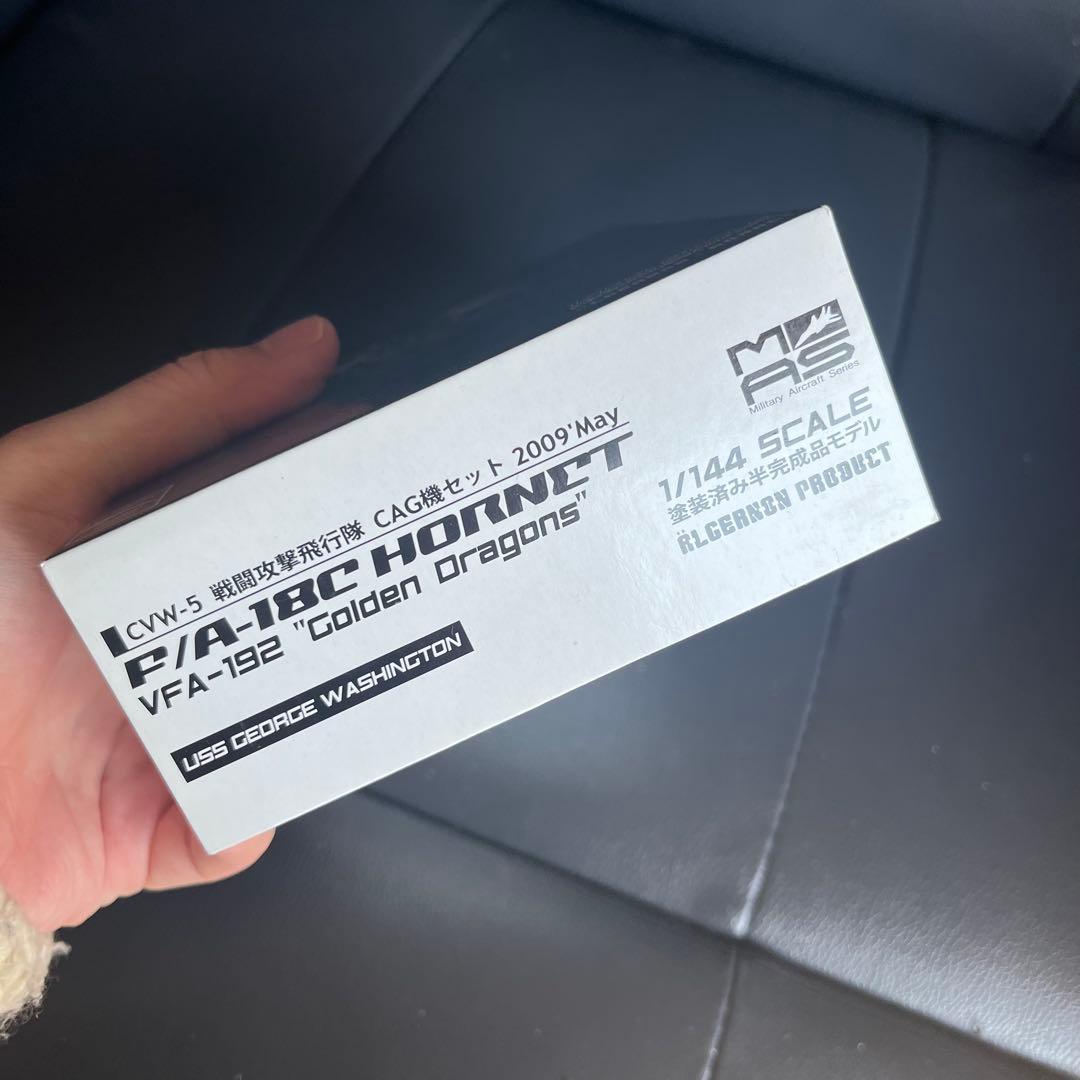 CVW-5 戦闘攻撃飛行隊 CAG機セット 2009'May
F/A-18C HORNET
VFA-192 "Golden Dragons"
USS GEORGE WASHINGTON
M AS
Military Aircraft Series
1/144 SCALE
塗装済み半完成品モデル
ÄLGERNON PRODUCT